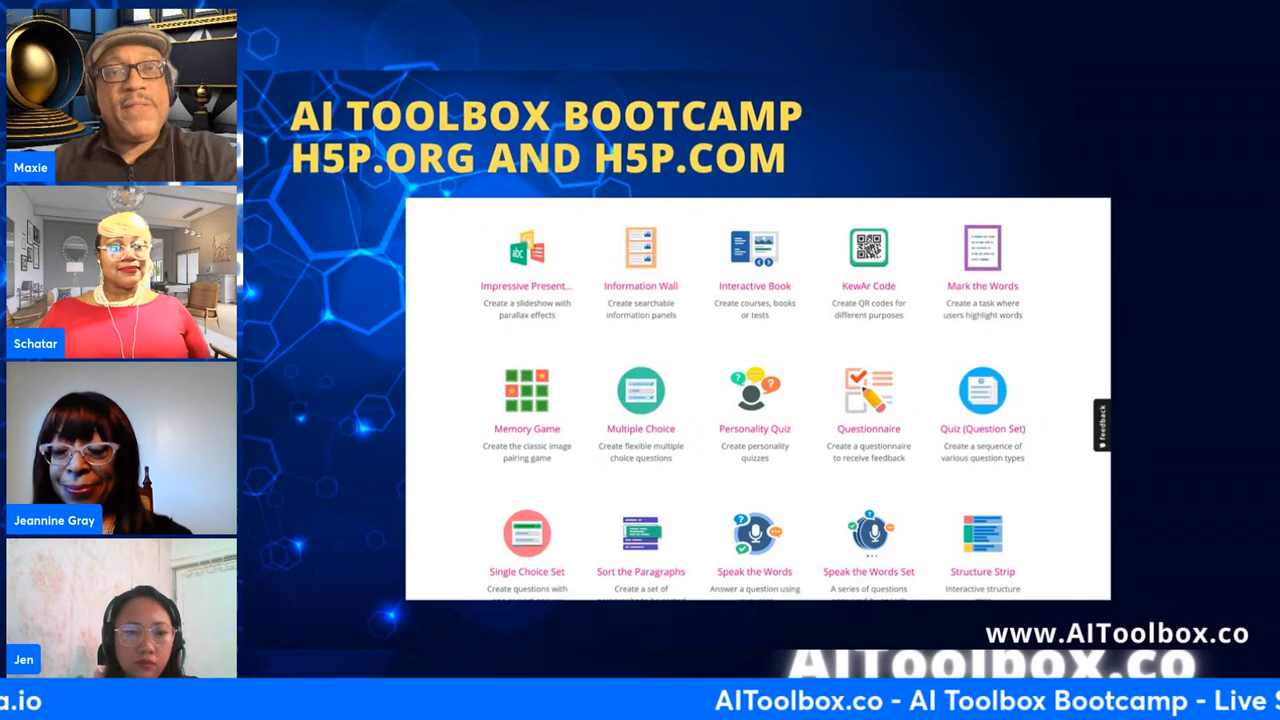 Maxie
Schatar
Jeannine Gray
Jen
AI TOOLBOX BOOTCAMP
H5P.ORG AND H5P.COM
abc
Impressive Present...
Create a slideshow with
parallax effects
Information Wall
Create searchable
information panels
Interactive Book
Create courses, books
or tests
KewAr Code
Create QR codes for
different purposes
Mark the Words
Create a task where
users highlight words
Memory Game
Create the classic image
pairing game
Multiple Choice
Create flexible multiple
choice questions
Personality Quiz
Create personality
quizzes
Questionnaire
Create a questionnaire
to receive feedback
Quiz (Question Set)
Create a sequence of
various question types
feedback
Single Choice Set
Create questions with
Sort the Paragraphs
Create a set of
Speak the Words
Answer a question using
Speak the Words Set
A series of questions
Structure Strip
Interactive structure
www.AIToolbox.co
AIToolbox.co
a.io
AIToolbox.co - AI Toolbox Bootcamp - Live S